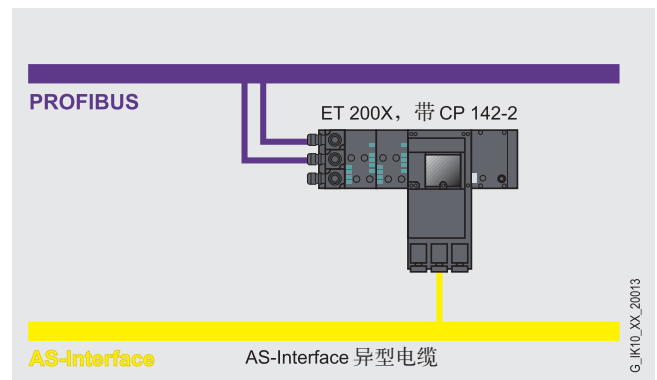 PROFIBUS
ET 200X，带 CP 142-2
AS-Interface
AS-Interface 异型电缆
G_IK10_XX_20013